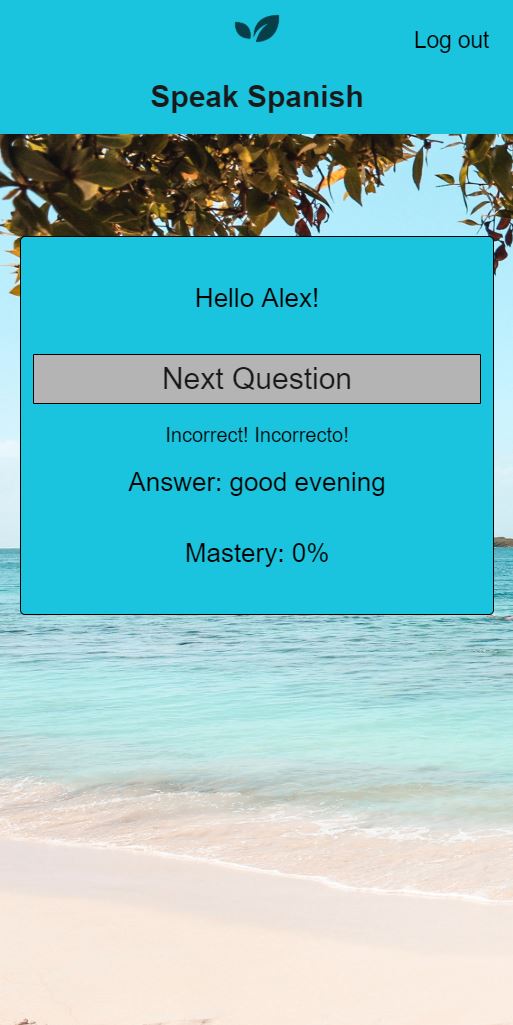 Log out
Speak Spanish
Hello Alex!
Next Question
Incorrect! Incorrecto!
Answer: good evening
Mastery: 0%